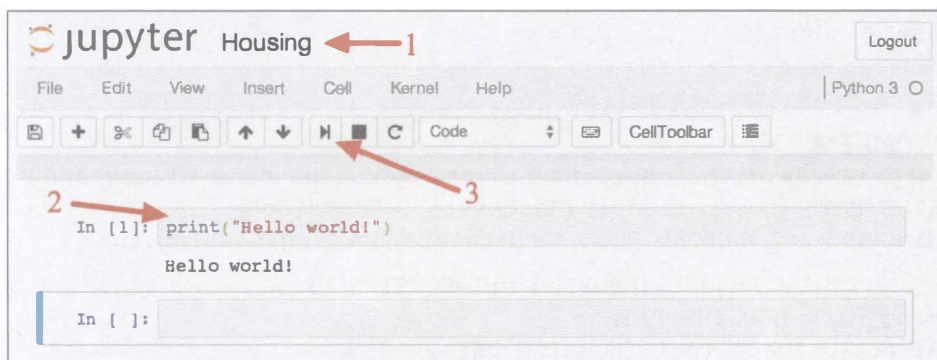 jupyter Housing 1 Logout
File Edit View Insert Cell Kernel Help Python 3
Code CellToolbar
3
2
In [1]: print("Hello world!")
Hello world!
In [ ]: